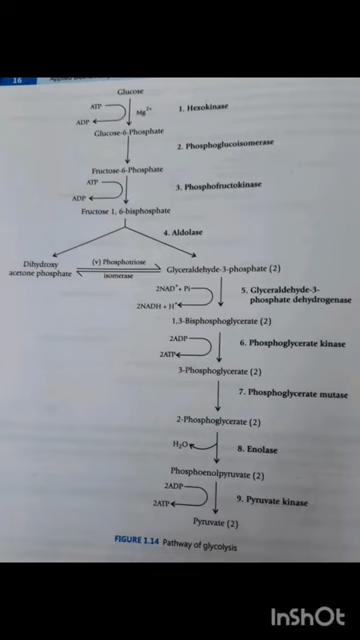 16
Glucose
ATP
Mg2+
1. Hexokinase
ADP
Glucose-6-Phosphate
2. Phosphoglucoisomerase
Fructose-6-Phosphate
ATP
3. Phosphofructokinase
ADP
Fructose 1, 6-bisphosphate
4. Aldolase
Dihydroxy
acetone phosphate
(v) Phosphotriose
isomerase
Glyceraldehyde-3-phosphate (2)
2NAD+ + Pi
5. Glyceraldehyde-3-
phosphate dehydrogenase
2NADH + H+
1,3-Bisphosphoglycerate (2)
2ADP
6. Phosphoglycerate kinase
2ATP
3-Phosphoglycerate (2)
7. Phosphoglycerate mutase
2-Phosphoglycerate (2)
H2O
8. Enolase
Phosphoenolpyruvate (2)
2ADP
9. Pyruvate kinase
2ATP
Pyruvate (2)
FIGURE 1.14 Pathway of glycolysis
InShOt